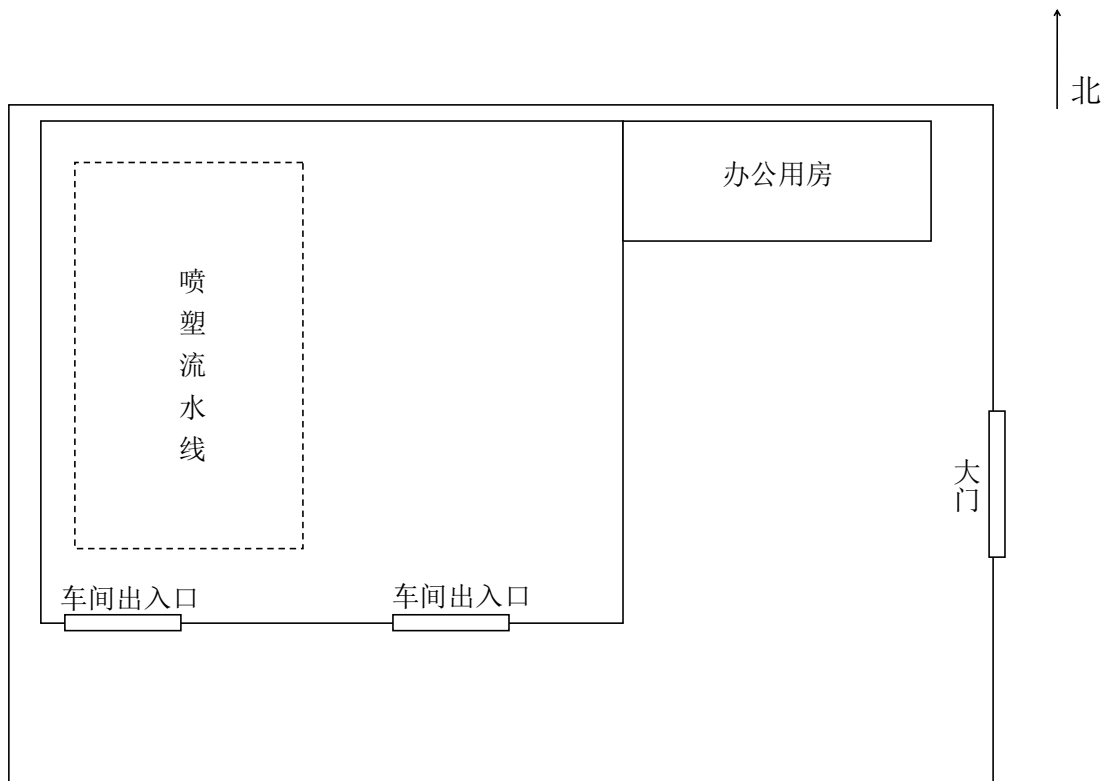 北
办公用房
喷塑流水线
大门
车间出入口
车间出入口